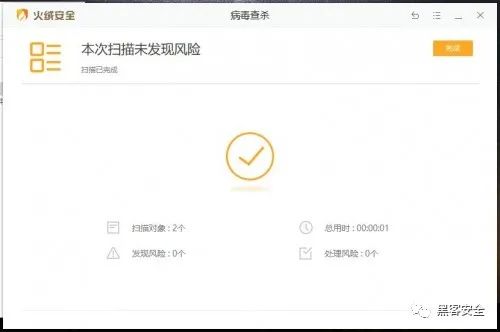 火绒安全
病毒查杀
本次扫描未发现风险
完成
扫描已完成
扫描对象 : 2个
总用时 : 00:00:01
发现风险 : 0个
处理风险 : 0个
黑客安全